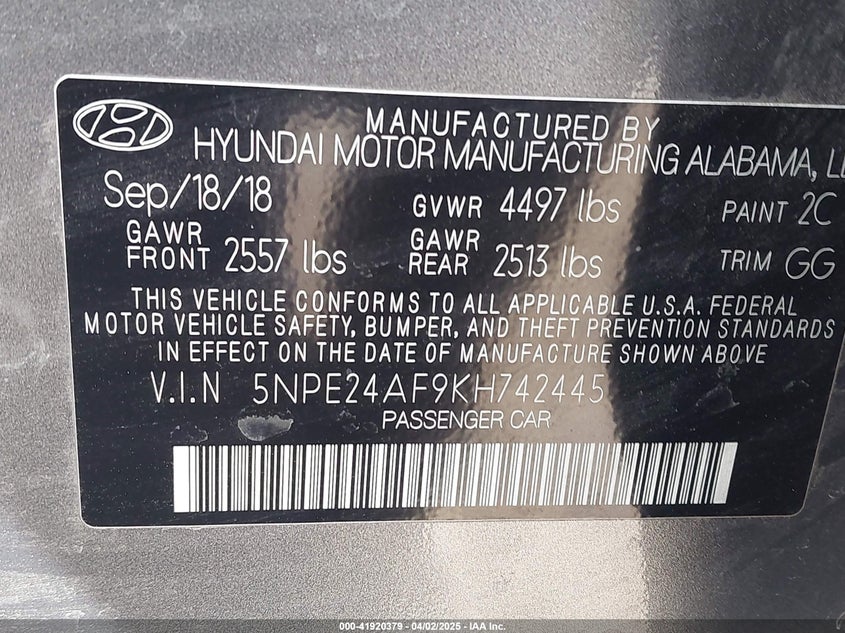 MANUFACTURED BY
HYUNDAI MOTOR MANUFACTURING ALABAMA,
Sep/18/18 GVWR 4497 lbs PAINT 2C
GAWR FRONT 2557 lbs GAWR REAR 2513 lbs TRIM GG
THIS VEHICLE CONFORMS TO ALL APPLICABLE U.S.A. FEDERAL
MOTOR VEHICLE SAFETY, BUMPER, AND THEFT PREVENTION STANDARDS
IN EFFECT ON THE DATE OF MANUFACTURE SHOWN ABOVE
V.I.N 5NPE24AF9KH742445
PASSENGER CAR
000-41920379 - 04/02/2025 - IAA Inc.